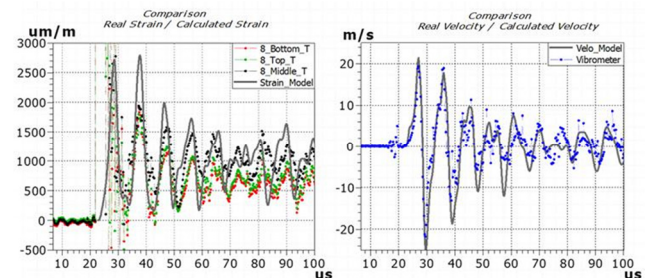 Comparison
Real Strain / Calculated Strain
um/m
3000
2500
2000
1500
1000
500
0
-500
10 20 30 40 50 60 70 80 90 100
us
8_Bottom_T
8_Top_T
8_Middle_T
Strain_Model
Comparison
Real Velocity / Calculated Velocity
m/s
20
10
0
-10
-20
10 20 30 40 50 60 70 80 90 100
us
Velo_Model
Vibrometer